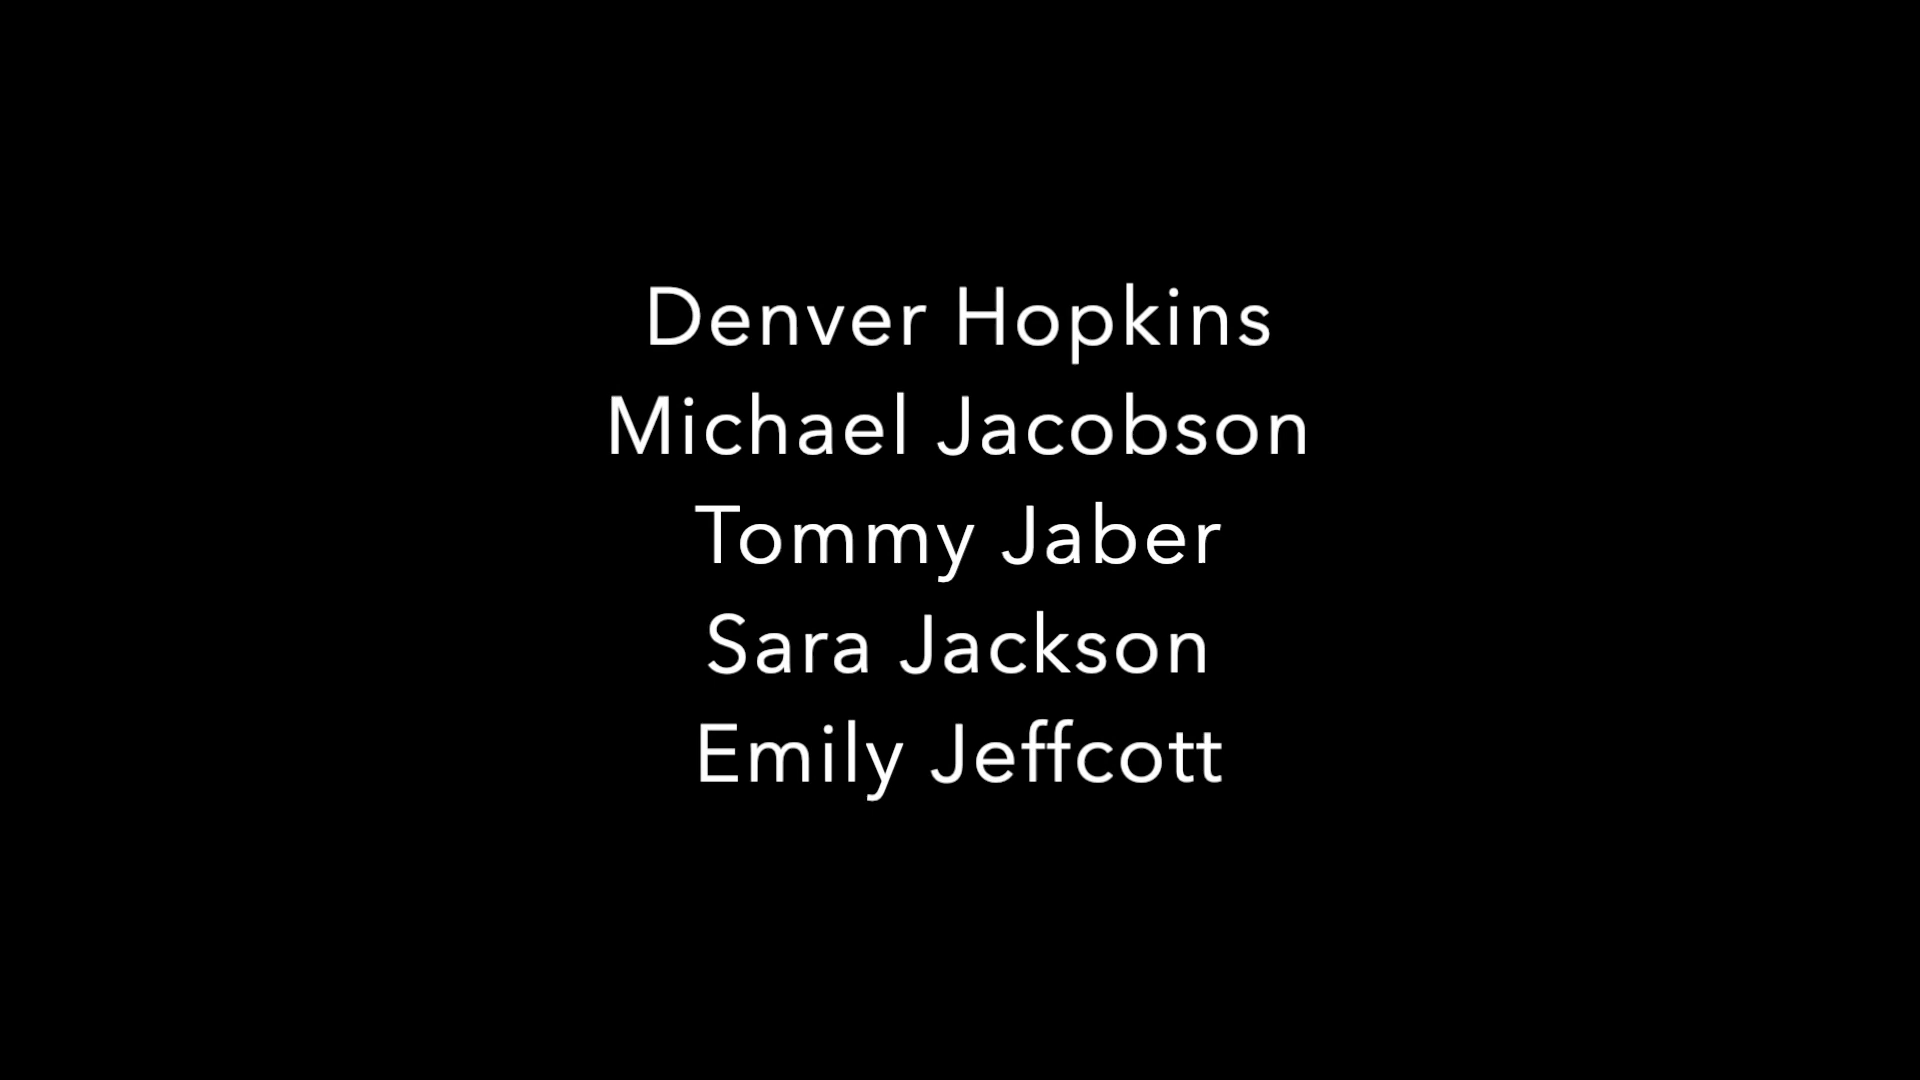 Denver Hopkins
Michael Jacobson
Tommy Jaber
Sara Jackson
Emily Jeffcott